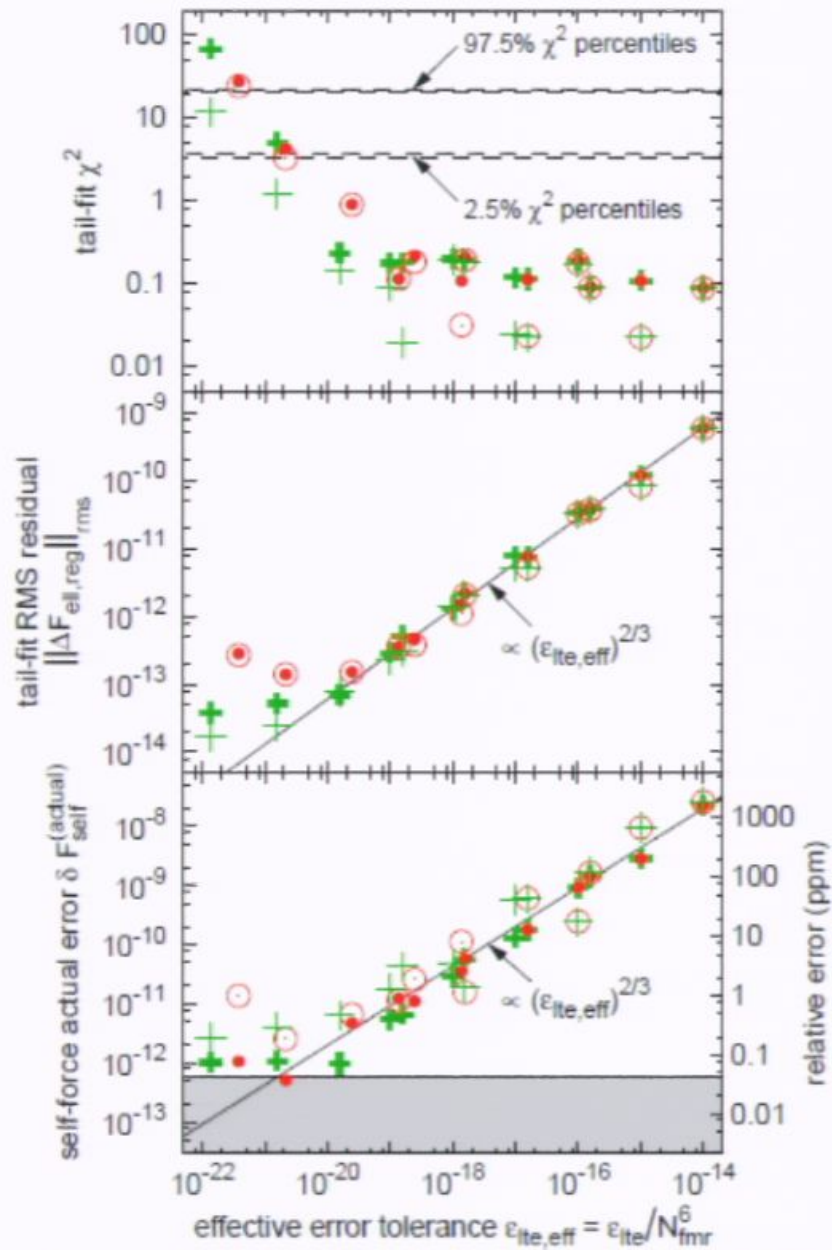 100
10
1
0.1
0.01
tail-fit χ²
97.5% χ² percentiles
2.5% χ² percentiles
10⁻⁹
10⁻¹⁰
10⁻¹¹
10⁻¹²
10⁻¹³
10⁻¹⁴
tail-fit RMS residual
||ΔF_ell,reg||_rms
∝ (ε_lte,eff)^2/3
10⁻⁸
10⁻⁹
10⁻¹⁰
10⁻¹¹
10⁻¹²
10⁻¹³
self-force actual error δ F_self^(actual)
∝ (ε_lte,eff)^2/3
1000
100
10
1
0.1
0.01
relative error (ppm)
10⁻²² 10⁻²⁰ 10⁻¹⁸ 10⁻¹⁶ 10⁻¹⁴
effective error tolerance ε_lte,eff = ε_lte/N_fmr^6